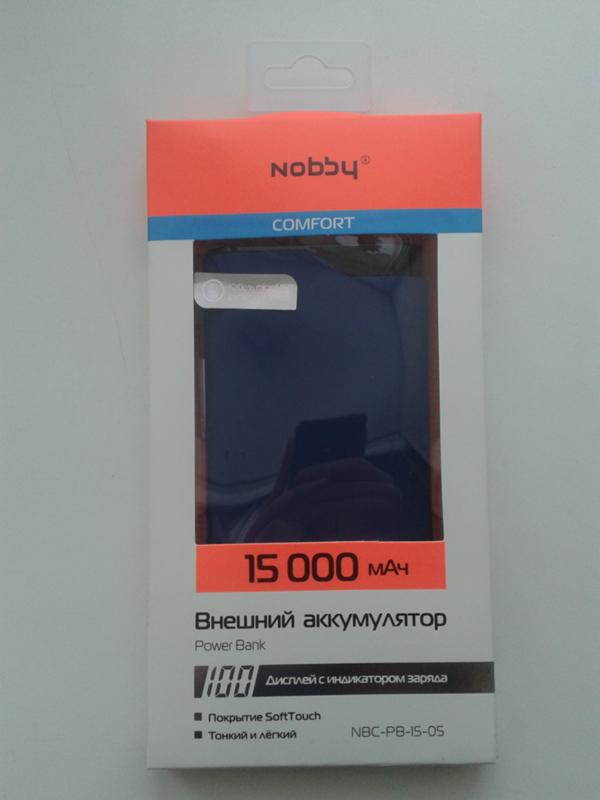 Nobby®
COMFORT
15 000 мАч
Внешний аккумулятор
Power Bank
100 Дисплей с индикатором заряда
Покрытие SoftTouch
Тонкий и лёгкий
NBC-PB-15-05